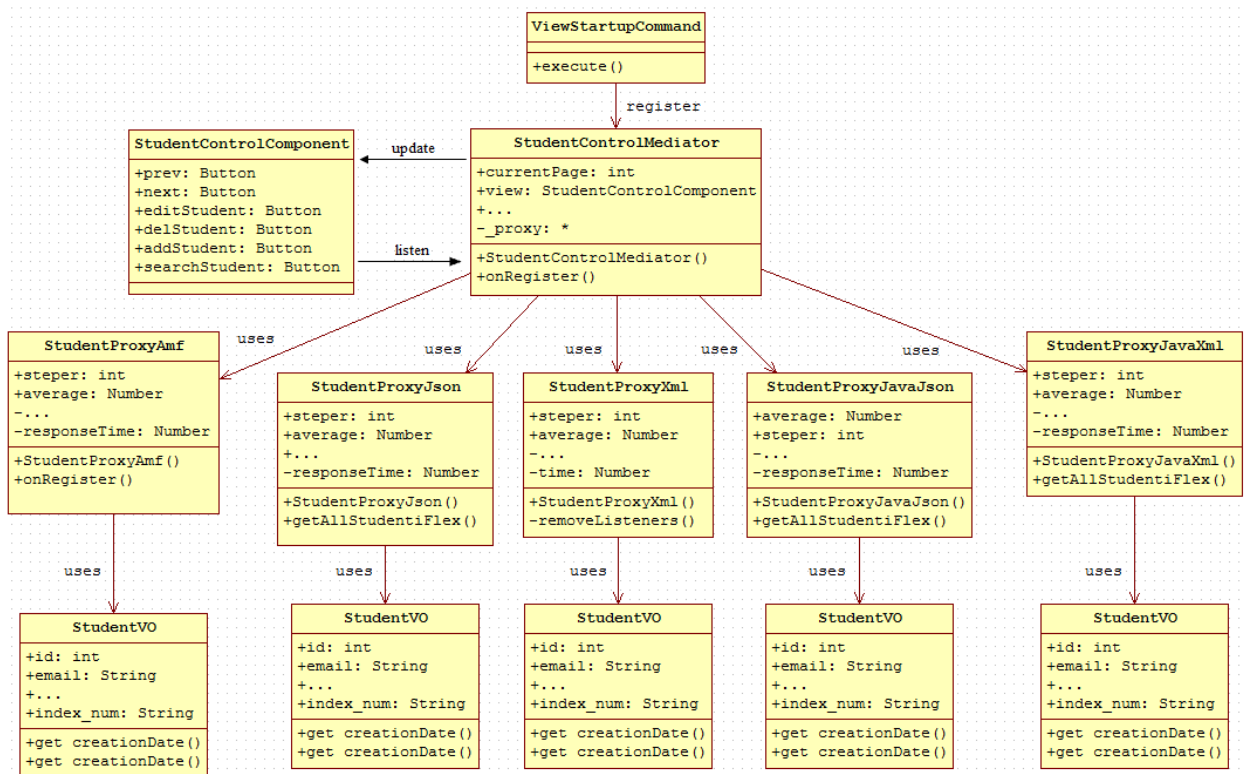 ViewStartupCommand
+execute()
register
StudentControlComponent
+prev: Button
+next: Button
+editStudent: Button
+delStudent: Button
+addStudent: Button
+searchStudent: Button
update
listen
StudentControlMediator
+currentPage: int
+view: StudentControlComponent
+...
-_proxy: *
+StudentControlMediator()
+onRegister()
uses
uses
uses
uses
uses
StudentProxyAmf
+steper: int
+average: Number
-...
-responseTime: Number
+StudentProxyAmf()
+onRegister()
StudentProxyJson
+steper: int
+average: Number
+...
-responseTime: Number
+StudentProxyJson()
+getAllStudentiFlex()
StudentProxyXml
+steper: int
+average: Number
-...
-time: Number
+StudentProxyXml()
-removeListeners()
StudentProxyJavaJson
+average: Number
+steper: int
-...
-responseTime: Number
+StudentProxyJavaJson()
+getAllStudentiFlex()
StudentProxyJavaXml
+steper: int
+average: Number
-...
-responseTime: Number
+StudentProxyJavaXml()
+getAllStudentiFlex()
uses
uses
uses
uses
uses
StudentVO
+id: int
+email: String
+...
+index_num: String
+get creationDate()
+get creationDate()
StudentVO
+id: int
+email: String
+...
+index_num: String
+get creationDate()
+get creationDate()
StudentVO
+id: int
+email: String
+...
+index_num: String
+get creationDate()
+get creationDate()
StudentVO
+id: int
+email: String
+...
+index_num: String
+get creationDate()
+get creationDate()
StudentVO
+id: int
+email: String
+...
+index_num: String
+get creationDate()
+get creationDate()